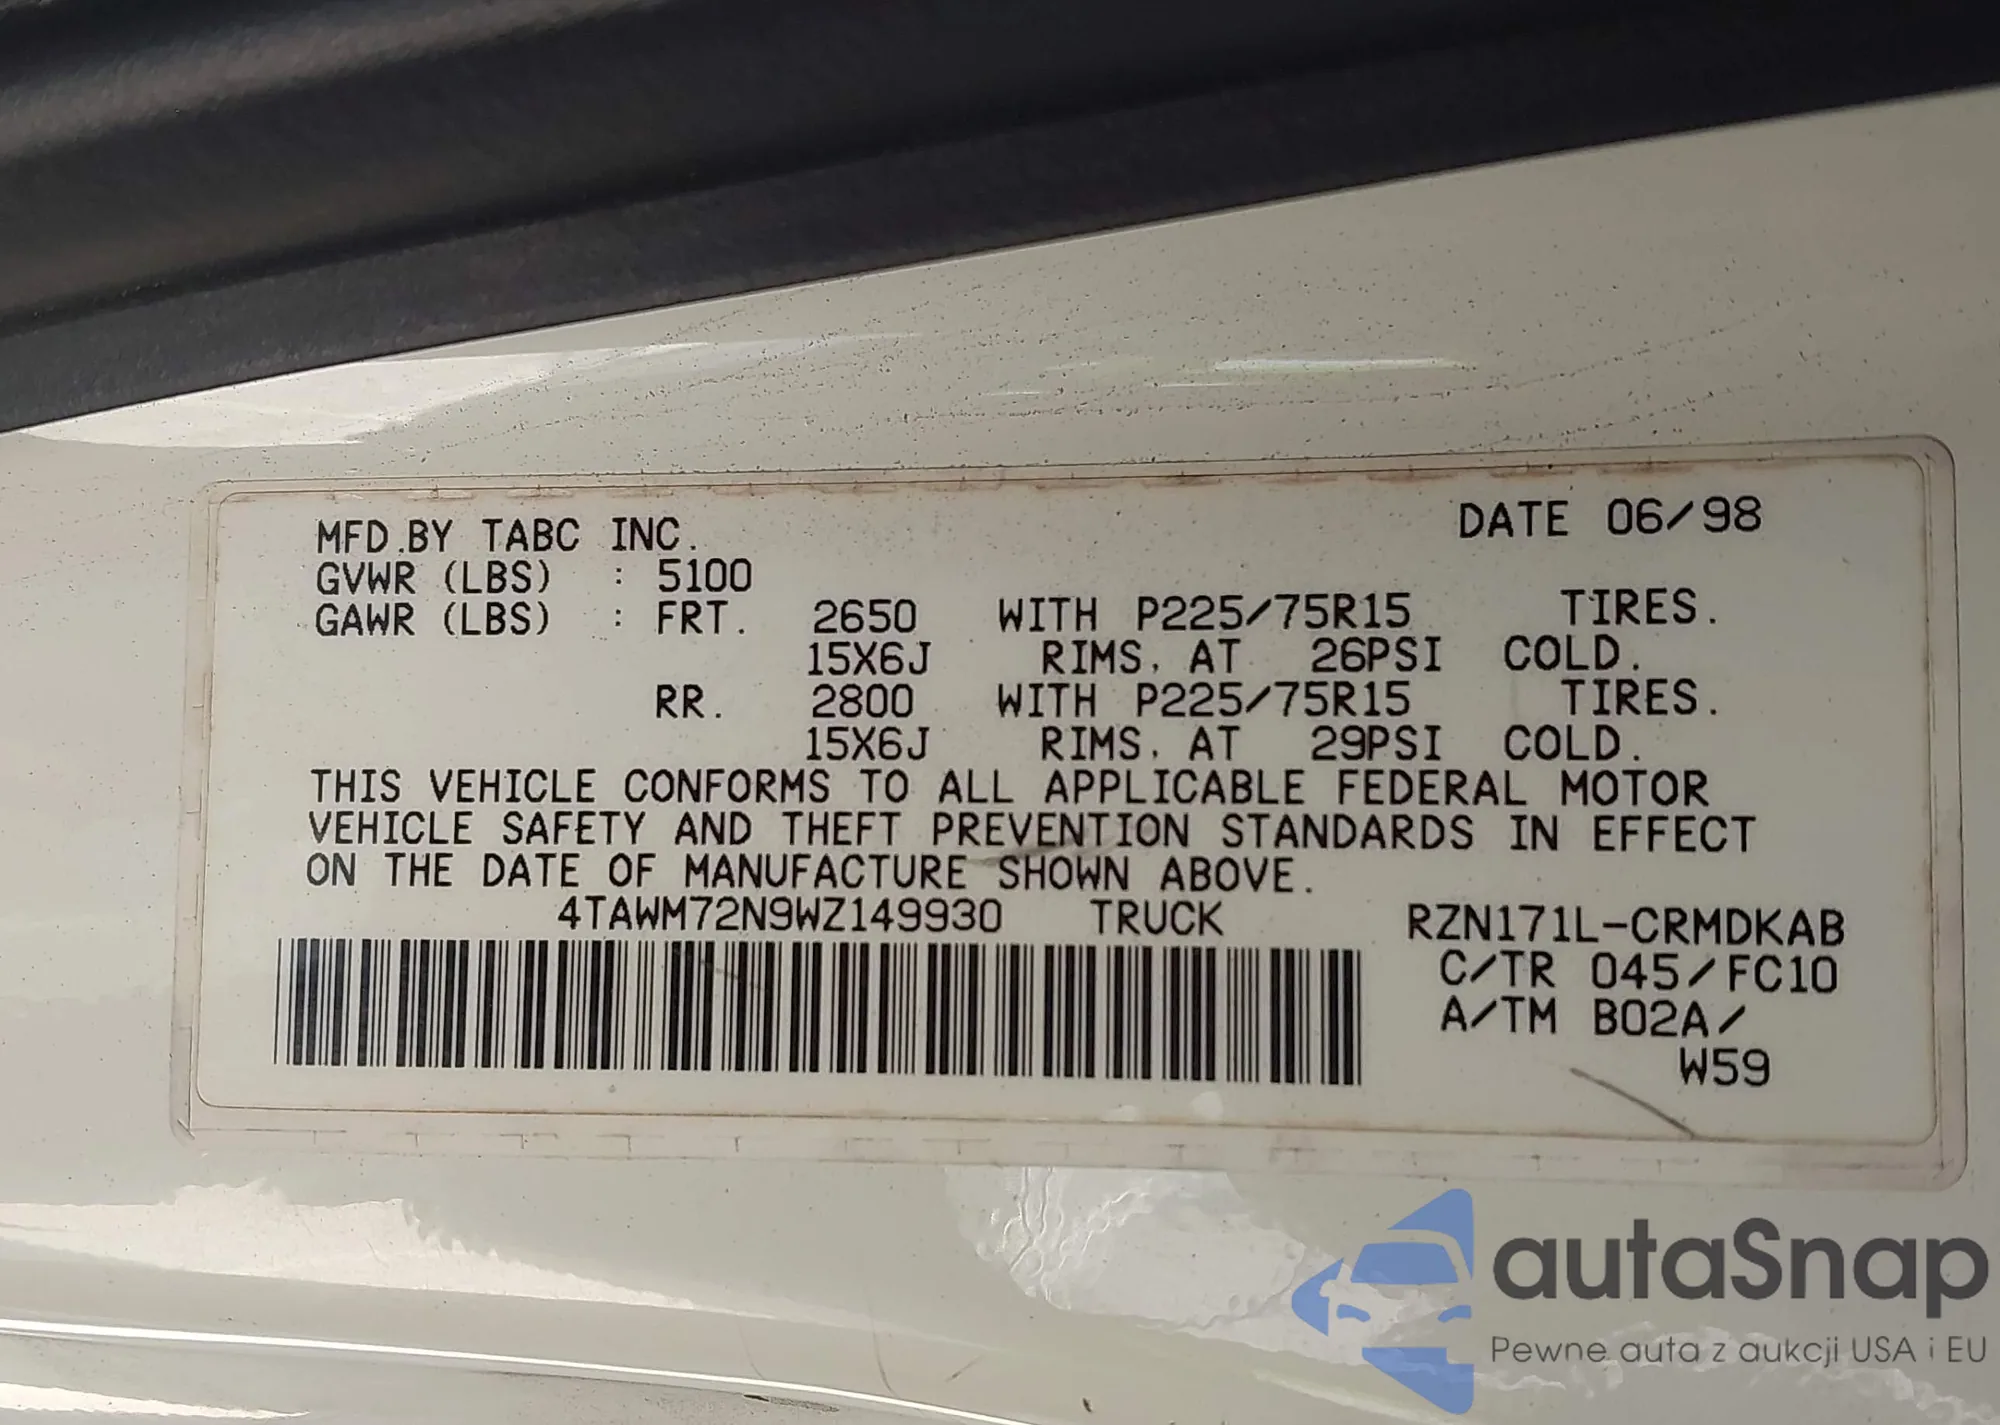 MFD.BY TABC INC. DATE 06/98
GVWR (LBS) : 5100
GAWR (LBS) : FRT. 2650 WITH P225/75R15 TIRES.
15X6J RIMS, AT 26PSI COLD.
RR. 2800 WITH P225/75R15 TIRES.
15X6J RIMS, AT 29PSI COLD.
THIS VEHICLE CONFORMS TO ALL APPLICABLE FEDERAL MOTOR
VEHICLE SAFETY AND THEFT PREVENTION STANDARDS IN EFFECT
ON THE DATE OF MANUFACTURE SHOWN ABOVE.
4TAWM72N9WZ149930 TRUCK RZN171L-CRMDKAB
C/TR 045/FC10
A/TM B02A/
W59
autaSnap
Pewne auta z aukcji USA i EU